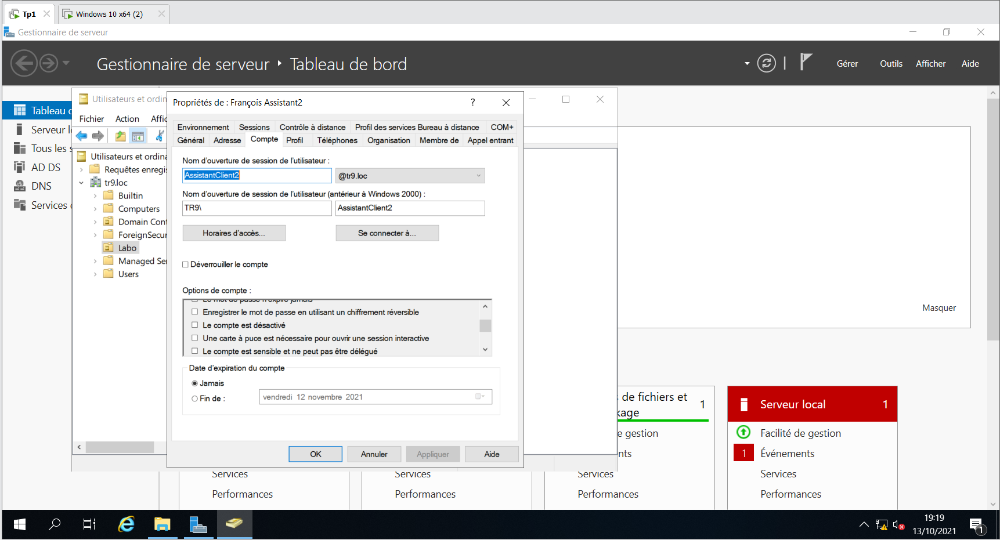 Tp1
Windows 10 x64 (2)
Gestionnaire de serveur
Gestionnaire de serveur
Tableau de bord
Gérer
Outils
Afficher
Aide
Tableau
Serveur
Tous les
AD DS
DNS
Services
Utilisateurs et
Fichier
Action
Utilisateurs et
Requêtes
tr9.loc
Builtin
Computers
Domain
Labo
Managed
Users
Propriétés de : François Assistant2
?
Environnement
Sessions
Contrôle à distance
Profil des services Bureau à distance
COM+
Général
Adresse
Compte
Profil
Téléphones
Organisation
Membre de
Appel entrant
Nom d'ouverture de session de l'utilisateur :
AssistantClient2
@tr9.loc
Nom d'ouverture de session de l'utilisateur (antérieur à Windows 2000) :
TR9\
AssistantClient2
Horaires d'accès...
Se connecter à...
Déverrouiller le compte
Options de compte :
Le mot de passe n'expire jamais
Enregistrer le mot de passe en utilisant un chiffrement réversible
Le compte est désactivé
Une carte à puce est nécessaire pour ouvrir une session interactive
Le compte est sensible et ne peut pas être délégué
Date d'expiration du compte
Jamais
Fin de :
vendredi 12 novembre 2021
OK
Annuler
Appliquer
Aide
Masquer
de fichiers et
1
Serveur local
1
e gestion
Facilité de gestion
1
Événements
Services
Services
Services
Services
Performances
Performances
Performances
Performances
19:19
13/10/2021
1